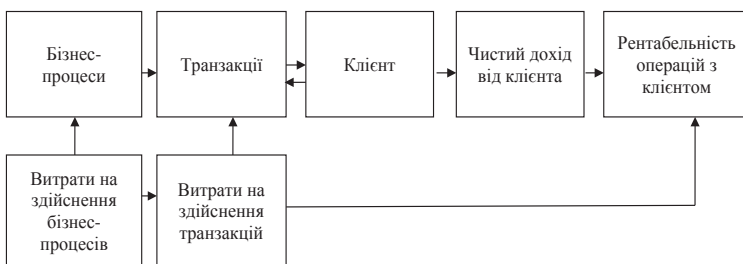 Бізнес-
процеси
Транзакції
Клієнт
Чистий дохід
від клієнта
Рентабельність
операцій з
клієнтом
Витрати на
здійснення
бізнес-
процесів
Витрати на
здійснення
транзакцій